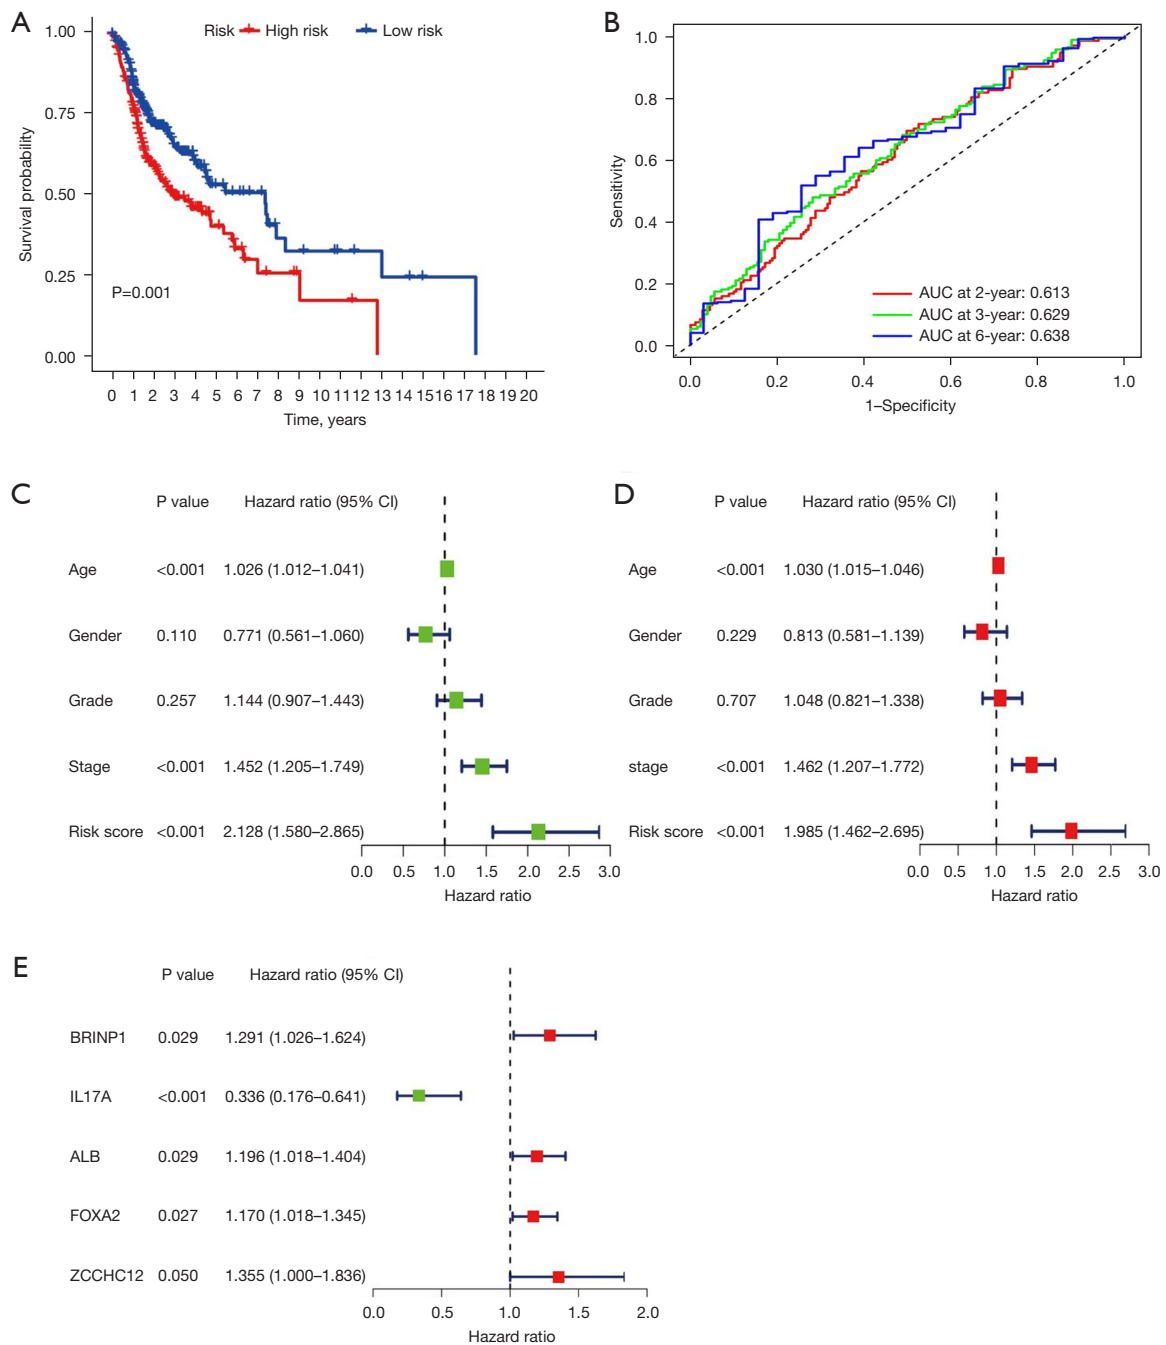 A
Risk High risk Low risk
1.00
0.75
0.50
0.25
0.00
Survival probability
P=0.001
0 1 2 3 4 5 6 7 8 9 10 11 12 13 14 15 16 17 18 19 20
Time, years
B
1.0
0.8
0.6
0.4
0.2
0.0
Sensitivity
AUC at 2-year: 0.613
AUC at 3-year: 0.629
AUC at 6-year: 0.638
0.0 0.2 0.4 0.6 0.8 1.0
1–Specificity
C
P value Hazard ratio (95% CI)
Age <0.001 1.026 (1.012–1.041)
Gender 0.110 0.771 (0.561–1.060)
Grade 0.257 1.144 (0.907–1.443)
Stage <0.001 1.452 (1.205–1.749)
Risk score <0.001 2.128 (1.580–2.865)
0.0 0.5 1.0 1.5 2.0 2.5 3.0
Hazard ratio
D
P value Hazard ratio (95% CI)
Age <0.001 1.030 (1.015–1.046)
Gender 0.229 0.813 (0.581–1.139)
Grade 0.707 1.048 (0.821–1.338)
stage <0.001 1.462 (1.207–1.772)
Risk score <0.001 1.985 (1.462–2.695)
0.0 0.5 1.0 1.5 2.0 2.5 3.0
Hazard ratio
E
P value Hazard ratio (95% CI)
BRINP1 0.029 1.291 (1.026–1.624)
IL17A <0.001 0.336 (0.176–0.641)
ALB 0.029 1.196 (1.018–1.404)
FOXA2 0.027 1.170 (1.018–1.345)
ZCCHC12 0.050 1.355 (1.000–1.836)
0.0 0.5 1.0 1.5 2.0
Hazard ratio